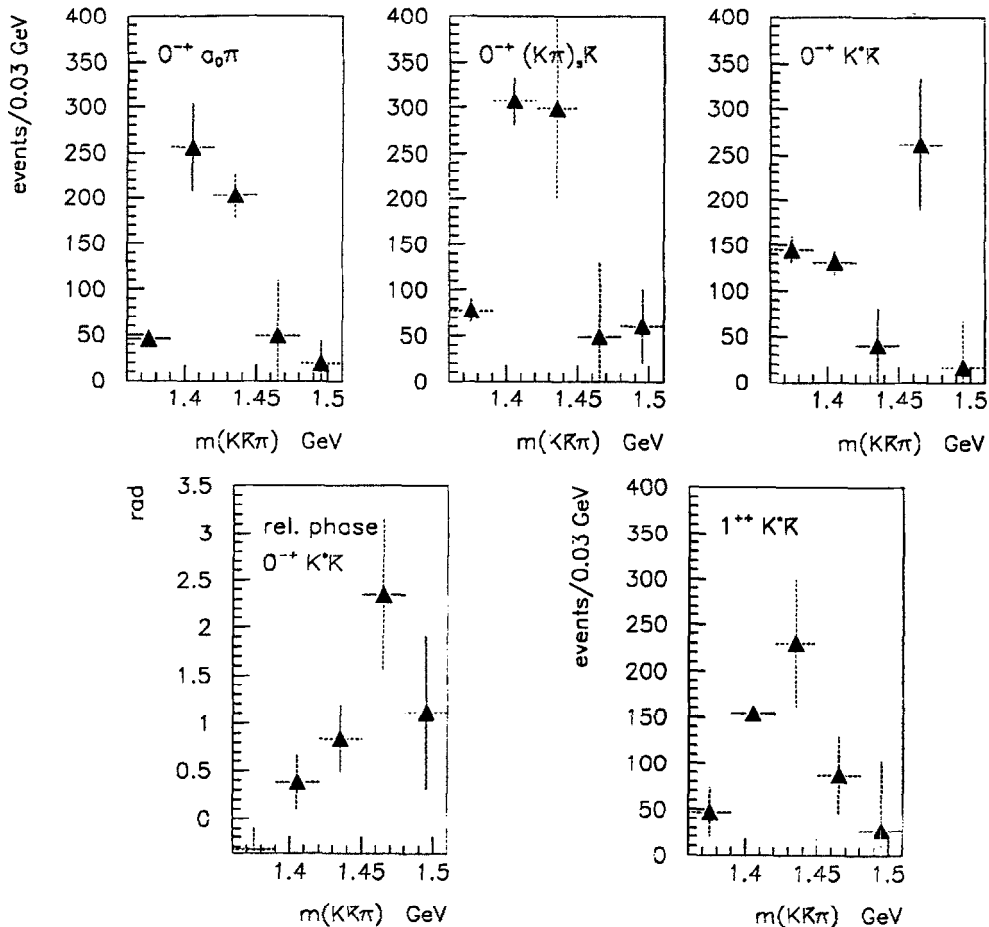 events/0.03 GeV
400
350
300
250
200
150
100
50
0
0⁻⁺ a₀π
1.4 1.45 1.5
m(KK̄π) GeV
400
350
300
250
200
150
100
50
0
0⁻⁺ (Kπ)ₛK̄
1.4 1.45 1.5
m(KK̄π) GeV
400
350
300
250
200
150
100
50
0
0⁻⁺ K*K̄
1.4 1.45 1.5
m(KK̄π) GeV
rad
3.5
3
2.5
2
1.5
1
0.5
0
rel. phase
0⁻⁺ K*K̄
1.4 1.45 1.5
m(KK̄π) GeV
events/0.03 GeV
400
350
300
250
200
150
100
50
0
1⁺⁺ K*K̄
1.4 1.45 1.5
m(KK̄π) GeV